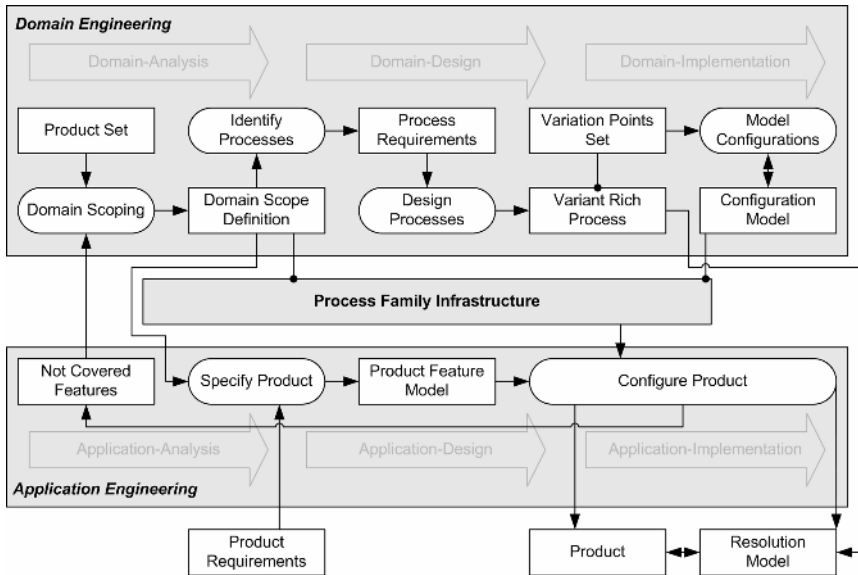 Domain Engineering
Domain-Analysis
Domain-Design
Domain-Implementation
Product Set
Identify
Processes
Process
Requirements
Variation Points
Set
Model
Configurations
Domain Scoping
Domain Scope
Definition
Design
Processes
Variant Rich
Process
Configuration
Model
Process Family Infrastructure
Not Covered
Features
Specify Product
Product Feature
Model
Configure Product
Application-Analysis
Application-Design
Application-Implementation
Application Engineering
Product
Requirements
Product
Resolution
Model